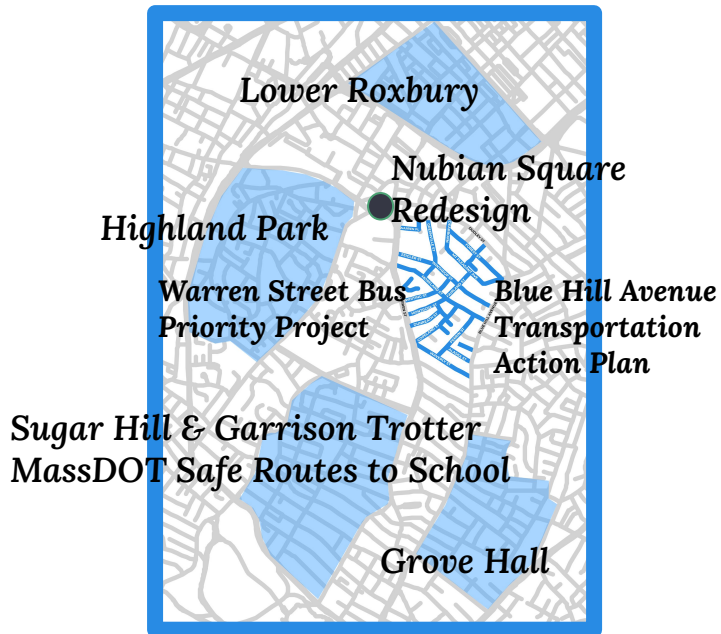 Lower Roxbury
Nubian Square
Redesign
Highland Park
Warren Street Bus
Priority Project
Blue Hill Avenue
Transportation
Action Plan
Sugar Hill & Garrison Trotter
MassDOT Safe Routes to School
Grove Hall